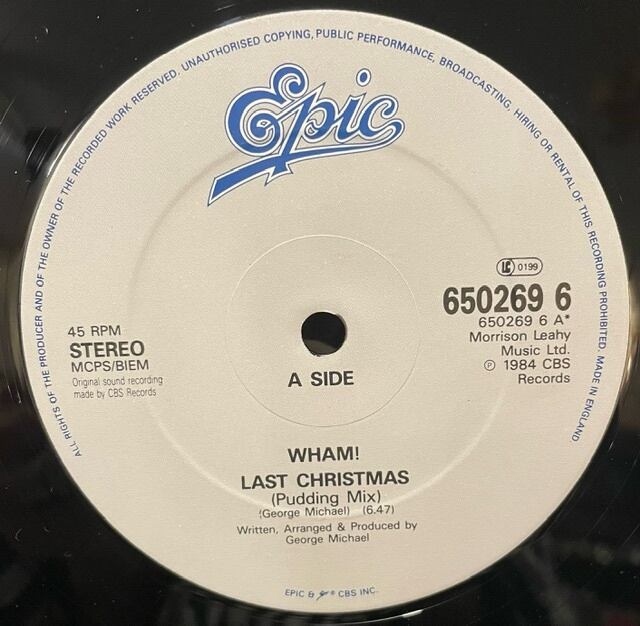 ALL RIGHTS OF THE PRODUCER AND OF THE OWNER OF THE RECORDED WORK RESERVED. UNAUTHORISED COPYING, PUBLIC PERFORMANCE, BROADCASTING, HIRING OR RENTAL OF THIS RECORDING PROHIBITED. MADE IN ENGLAND
Epic
LC 0199
650269 6
650269 6 A*
Morrison Leahy
Music Ltd.
℗ 1984 CBS
Records
45 RPM
STEREO
MCPS/BIEM
Original sound recording
made by CBS Records
A SIDE
WHAM!
LAST CHRISTMAS
(Pudding Mix)
(George Michael) (6.47)
Written, Arranged & Produced by
George Michael
EPIC & ® CBS INC.